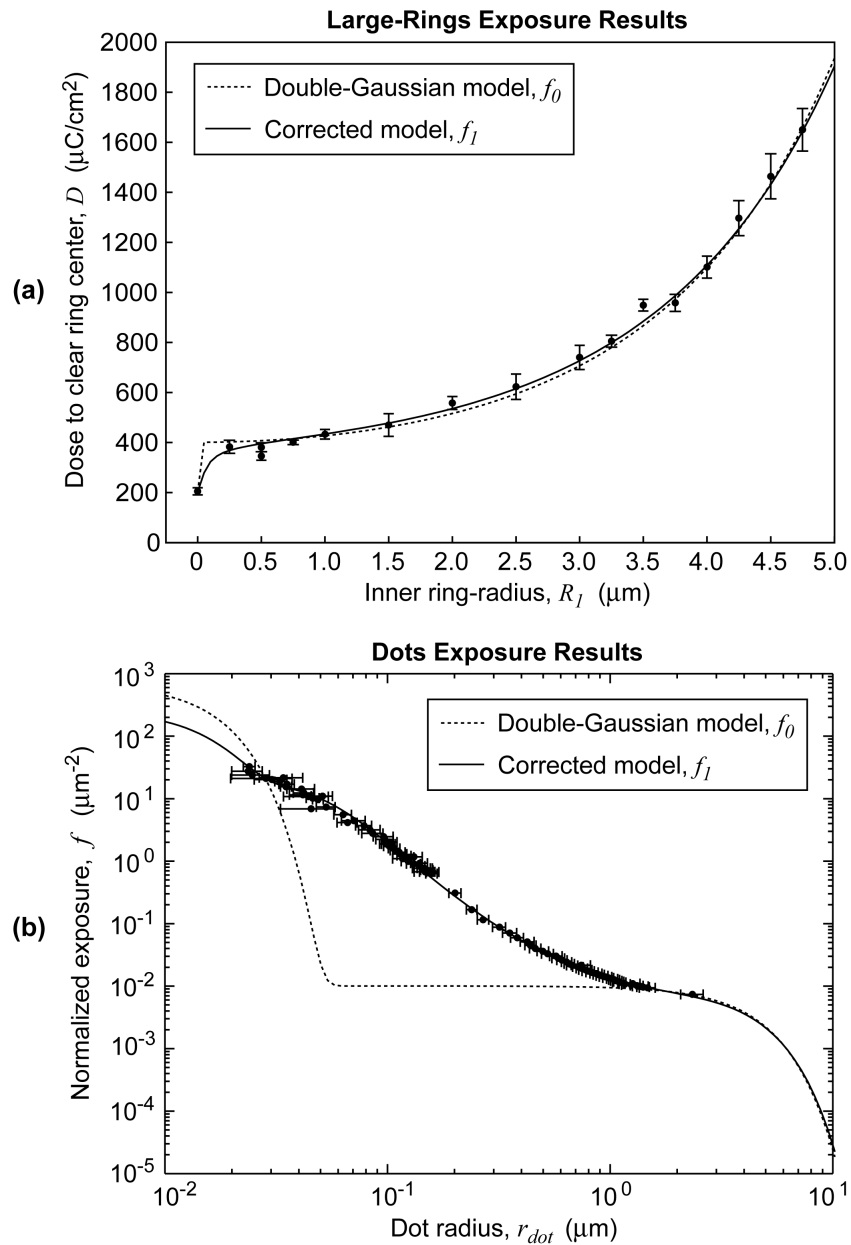 Large-Rings Exposure Results
2000
1800
1600
1400
1200
1000
800
600
400
200
0
Double-Gaussian model, f₀
Corrected model, f₁
(a)
Dose to clear ring center, D (μC/cm²)
0 0.5 1.0 1.5 2.0 2.5 3.0 3.5 4.0 4.5 5.0
Inner ring-radius, R₁ (μm)
Dots Exposure Results
10³
10²
10¹
10⁰
10⁻¹
10⁻²
10⁻³
10⁻⁴
10⁻⁵
Double-Gaussian model, f₀
Corrected model, f₁
(b)
Normalized exposure, f (μm⁻²)
10⁻² 10⁻¹ 10⁰ 10¹
Dot radius, r_dot (μm)